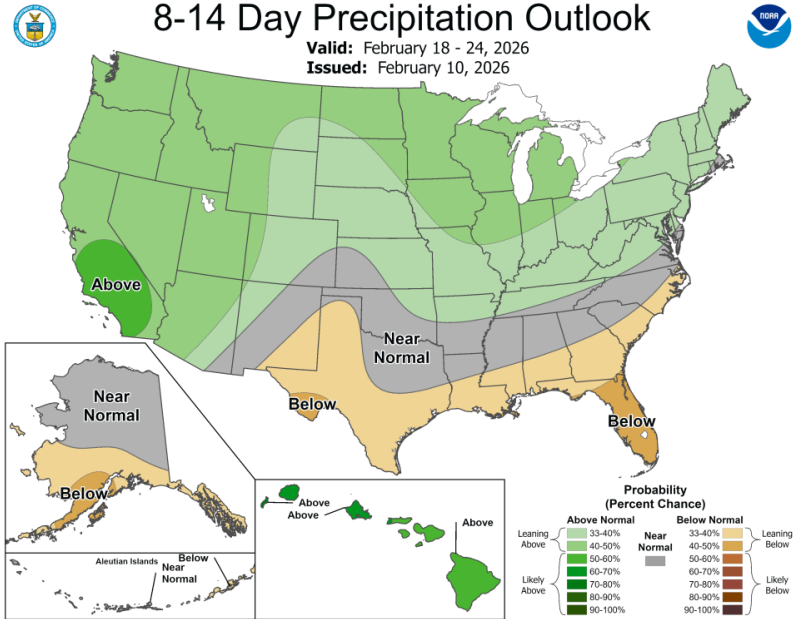 8-14 Day Precipitation Outlook
Valid: February 18 - 24, 2026
Issued: February 10, 2026
NOAA
Above
Near
Normal
Below
Below
Near
Normal
Below
Aleutian Islands
Below
Near
Normal
Above
Above
Above
Probability
(Percent Chance)
Above Normal
Below Normal
Leaning
Above
33-40%
40-50%
Near
Normal
33-40%
40-50%
Leaning
Below
Likely
Above
50-60%
60-70%
70-80%
80-90%
90-100%
50-60%
60-70%
70-80%
80-90%
90-100%
Likely
Below